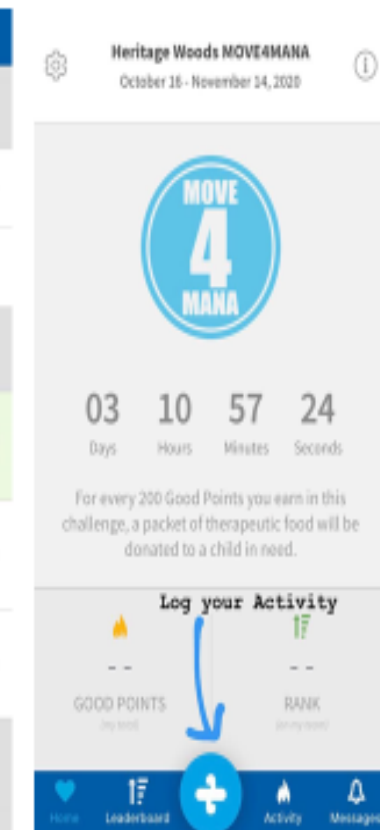 Heritage Woods MOVE4MANA
October 16 - November 14, 2020
MOVE
4
MANA
03 10 57 24
Days Hours Minutes Seconds
For every 200 Good Points you earn in this
challenge, a packet of therapeutic food will be
donated to a child in need.
Log your Activity
-- --
GOOD POINTS RANK
Home Leaderboard Activity Messages